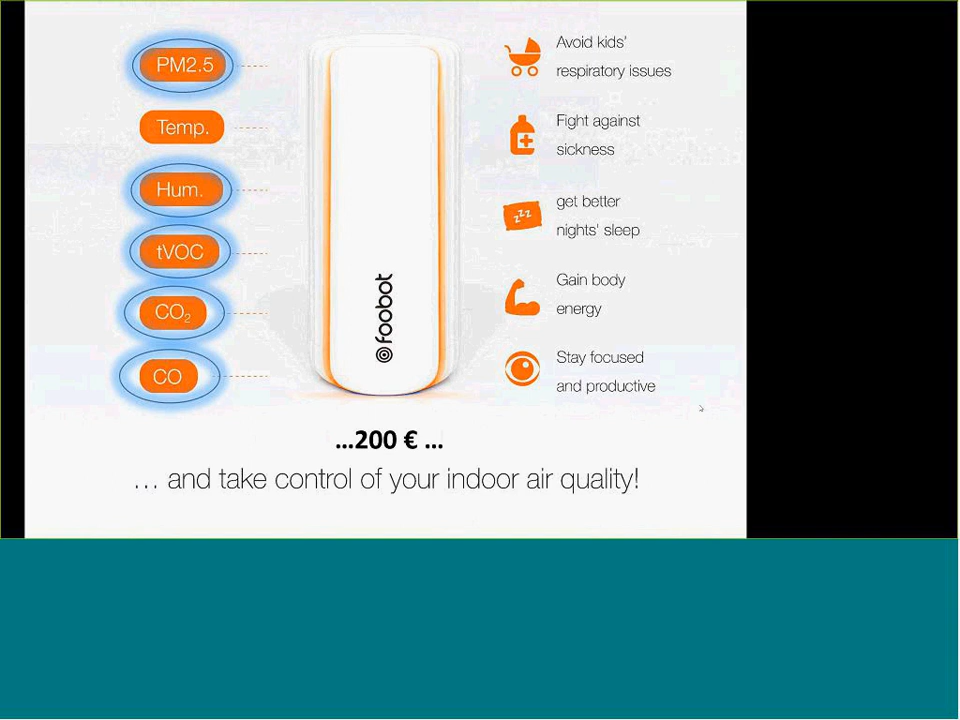 PM2.5
Temp.
Hum.
tVOC
CO₂
CO
foobot
Avoid kids'
respiratory issues
Fight against
sickness
zzz
get better
nights' sleep
Gain body
energy
Stay focused
and productive
...200 € ...
... and take control of your indoor air quality!